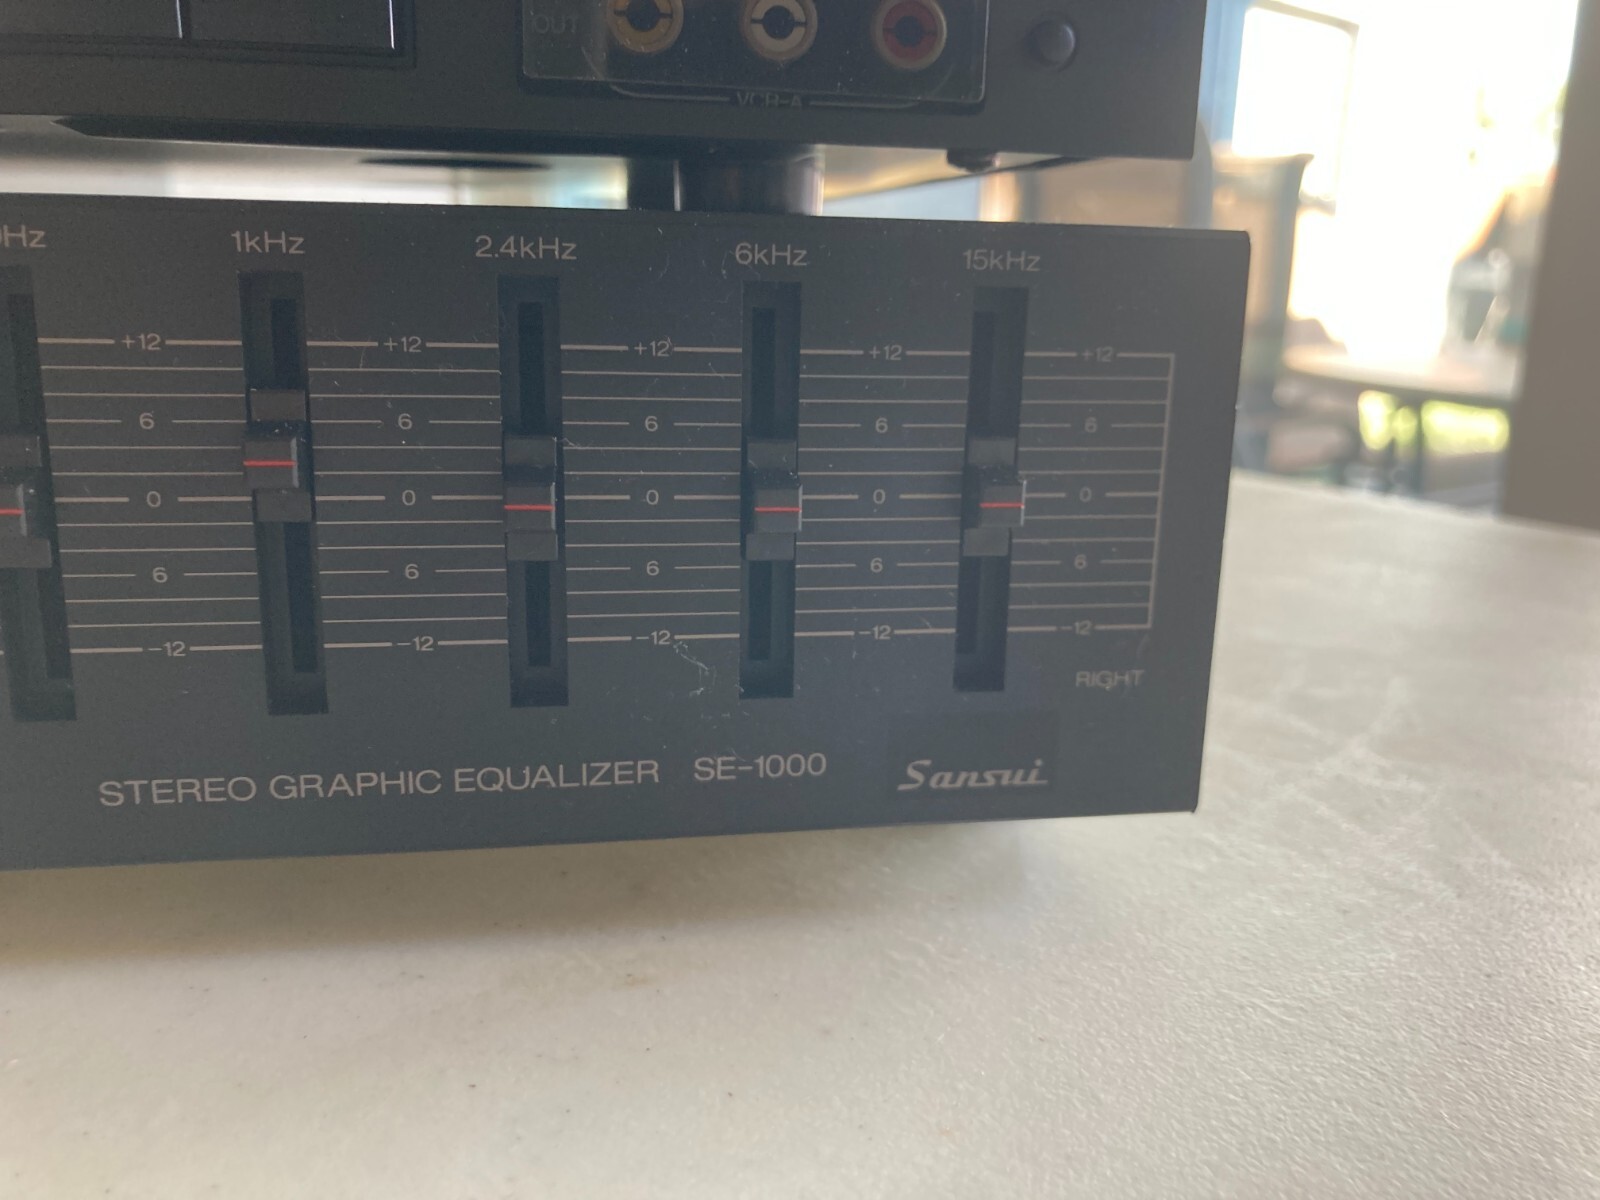 OUT
VCR-A
Hz 1kHz 2.4kHz 6kHz 15kHz
+12 +12 +12 +12 +12
6 6 6 6 6
0 0 0 0 0
6 6 6 6 6
-12 -12 -12 -12 -12
RIGHT
STEREO GRAPHIC EQUALIZER SE-1000 Sansui